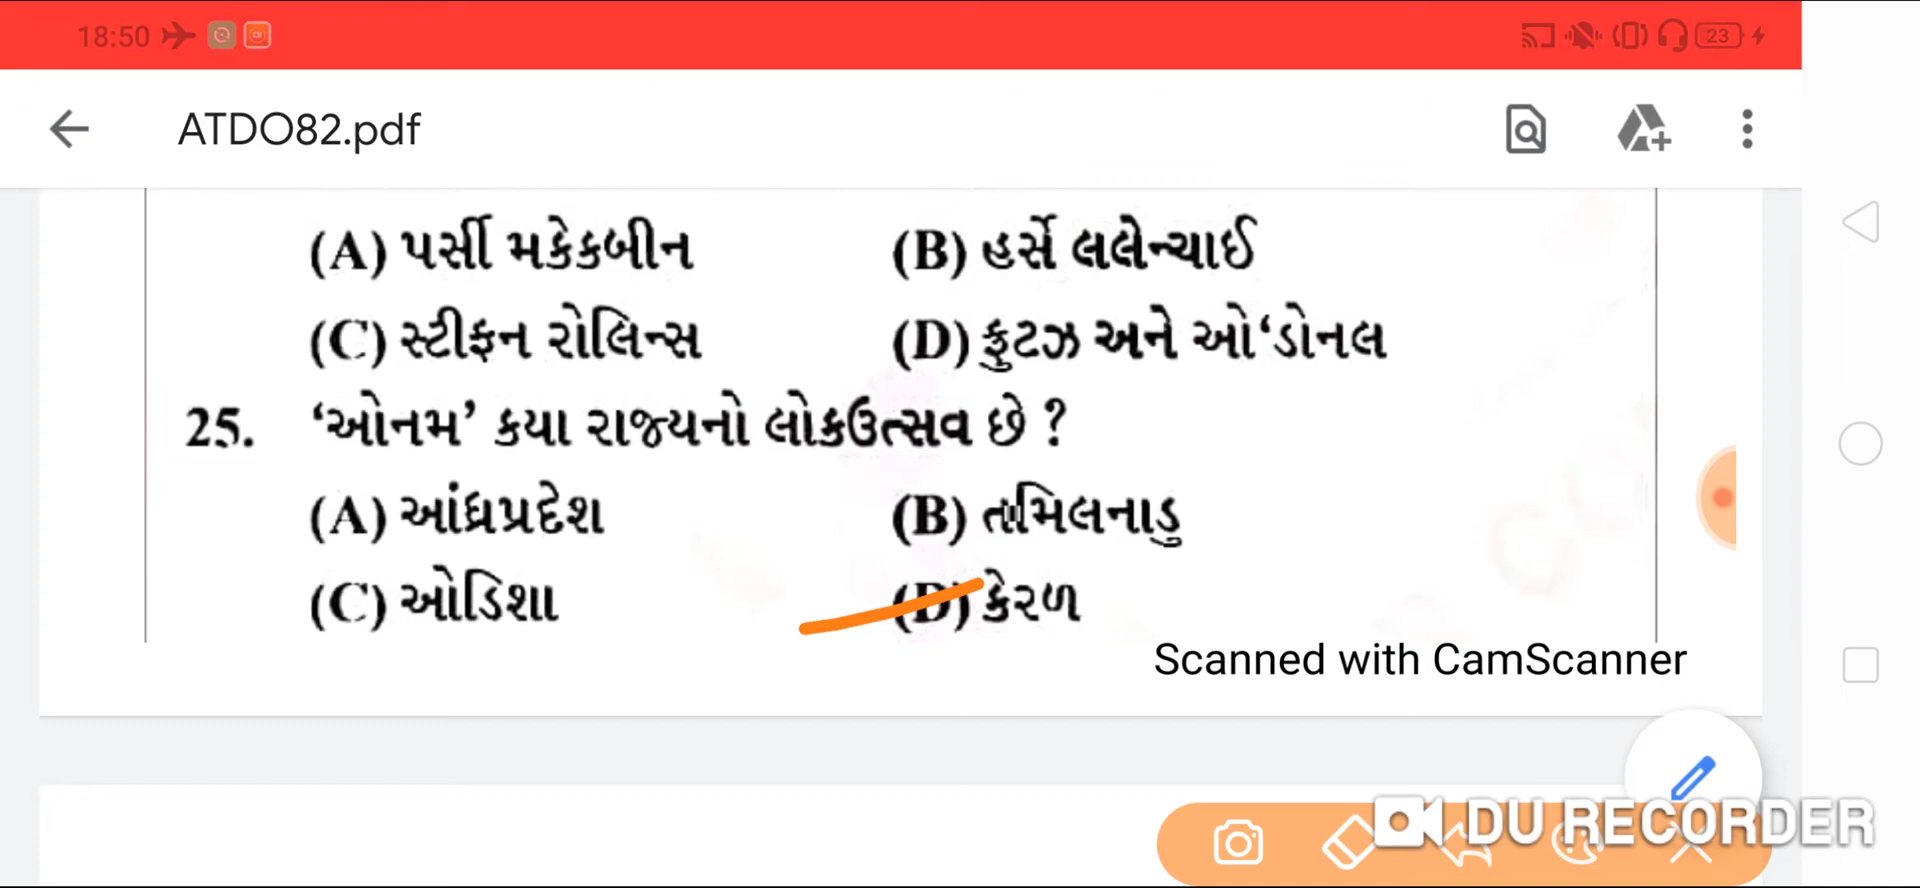 18:50
23
ATDO82.pdf
(A) પર્સી મકેકબીન (B) હર્સે લલેન્ચાઈ
(C) સ્ટીફન રોલિન્સ (D) કુટઝ અને ઓ‘ડોનલ
25. ‘ઓનમ’ કયા રાજ્યનો લોકઉત્સવ છે ?
(A) આંધ્રપ્રદેશ (B) તામિલનાડુ
(C) ઓડિશા (D) કેરળ
Scanned with CamScanner
DU RECORDER